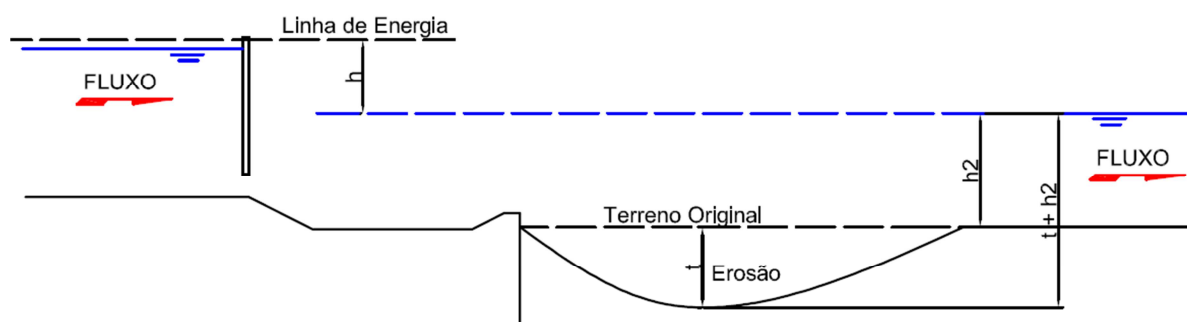 Linha de Energia
FLUXO
h
h2
FLUXO
t + h2
Terreno Original
t
Erosão